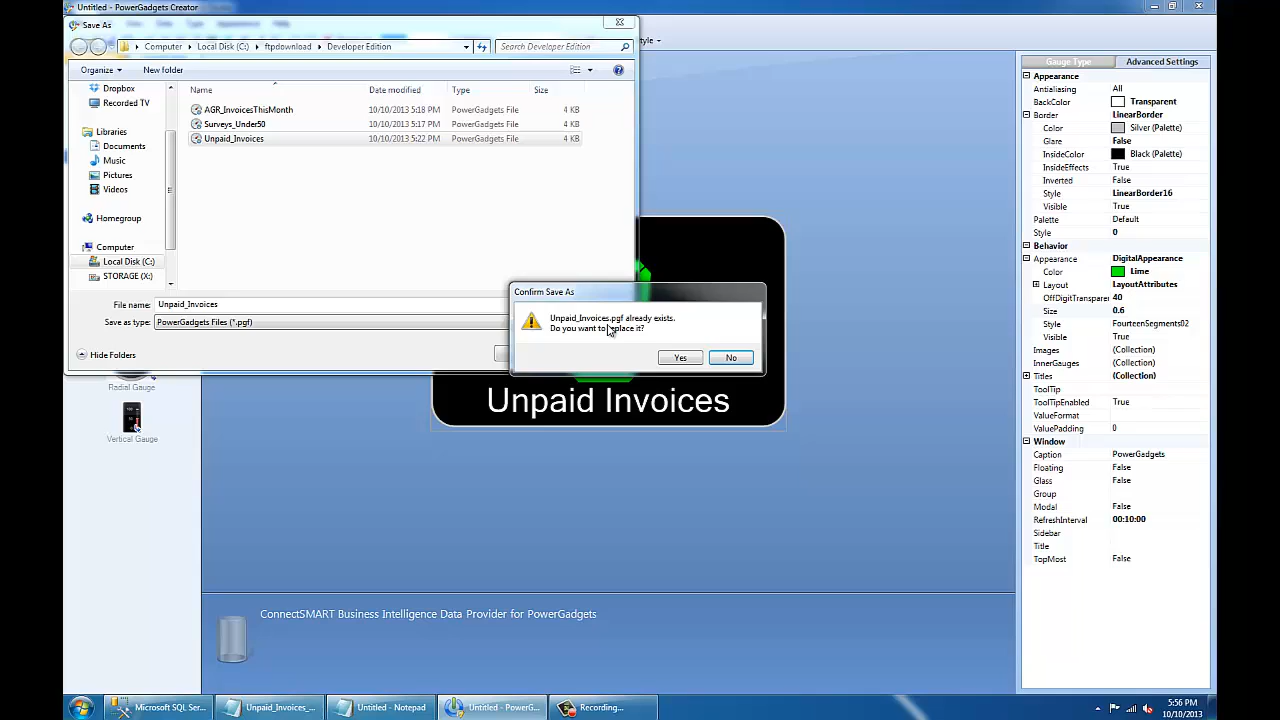 Untitled - PowerGadgets Creator
Save As
Computer ▸ Local Disk (C:) ▸ ftpdownload ▸ Developer Edition
Search Developer Edition
Organize
New folder
Name
Date modified
Type
Size
AGR_InvoicesThisMonth 10/10/2013 5:18 PM PowerGadgets File 4 KB
Surveys_Under50 10/10/2013 5:17 PM PowerGadgets File 4 KB
Unpaid_Invoices 10/10/2013 5:22 PM PowerGadgets File 4 KB
Dropbox
Recorded TV
Libraries
Documents
Music
Pictures
Videos
Homegroup
Computer
Local Disk (C:)
STORAGE (X:)
File name: Unpaid_Invoices
Save as type: PowerGadgets Files (*.pgf)
Hide Folders
Confirm Save As
Unpaid_Invoices.pgf already exists.
Do you want to replace it?
Yes
No
Radial Gauge
Vertical Gauge
Unpaid Invoices
ConnectSMART Business Intelligence Data Provider for PowerGadgets
Gauge Type
Advanced Settings
Appearance
Antialiasing All
BackColor Transparent
Border LinearBorder
Color Silver (Palette)
Glare False
InsideColor Black (Palette)
InsideEffects True
Inverted False
Style LinearBorder16
Visible True
Palette Default
Style 0
Behavior
Appearance DigitalAppearance
Color Lime
Layout LayoutAttributes
OffDigitTransparer 40
Size 0.6
Style FourteenSegments02
Visible True
Images (Collection)
InnerGauges (Collection)
Titles (Collection)
ToolTip
ToolTipEnabled True
ValueFormat
ValuePadding 0
Window
Caption PowerGadgets
Floating False
Glass False
Group
Modal False
RefreshInterval 00:10:00
Sidebar
Title
TopMost False
Microsoft SQL Ser...
Unpaid_Invoices_...
Untitled - Notepad
Untitled - PowerG...
Recording...
5:56 PM
10/10/2013